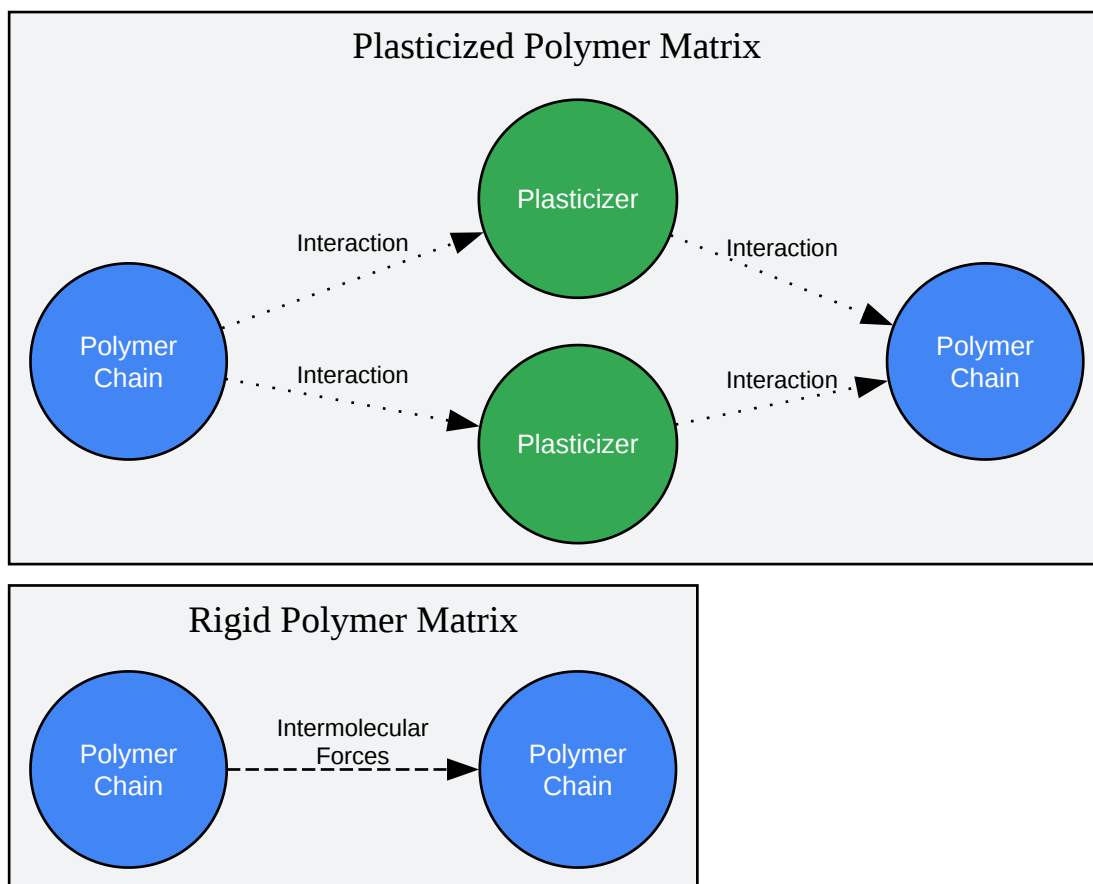 Plasticized Polymer Matrix
Plasticizer
Interaction
Interaction
Polymer
Chain
Polymer
Chain
Interaction
Interaction
Plasticizer
Rigid Polymer Matrix
Intermolecular
Forces
Polymer
Chain
Polymer
Chain